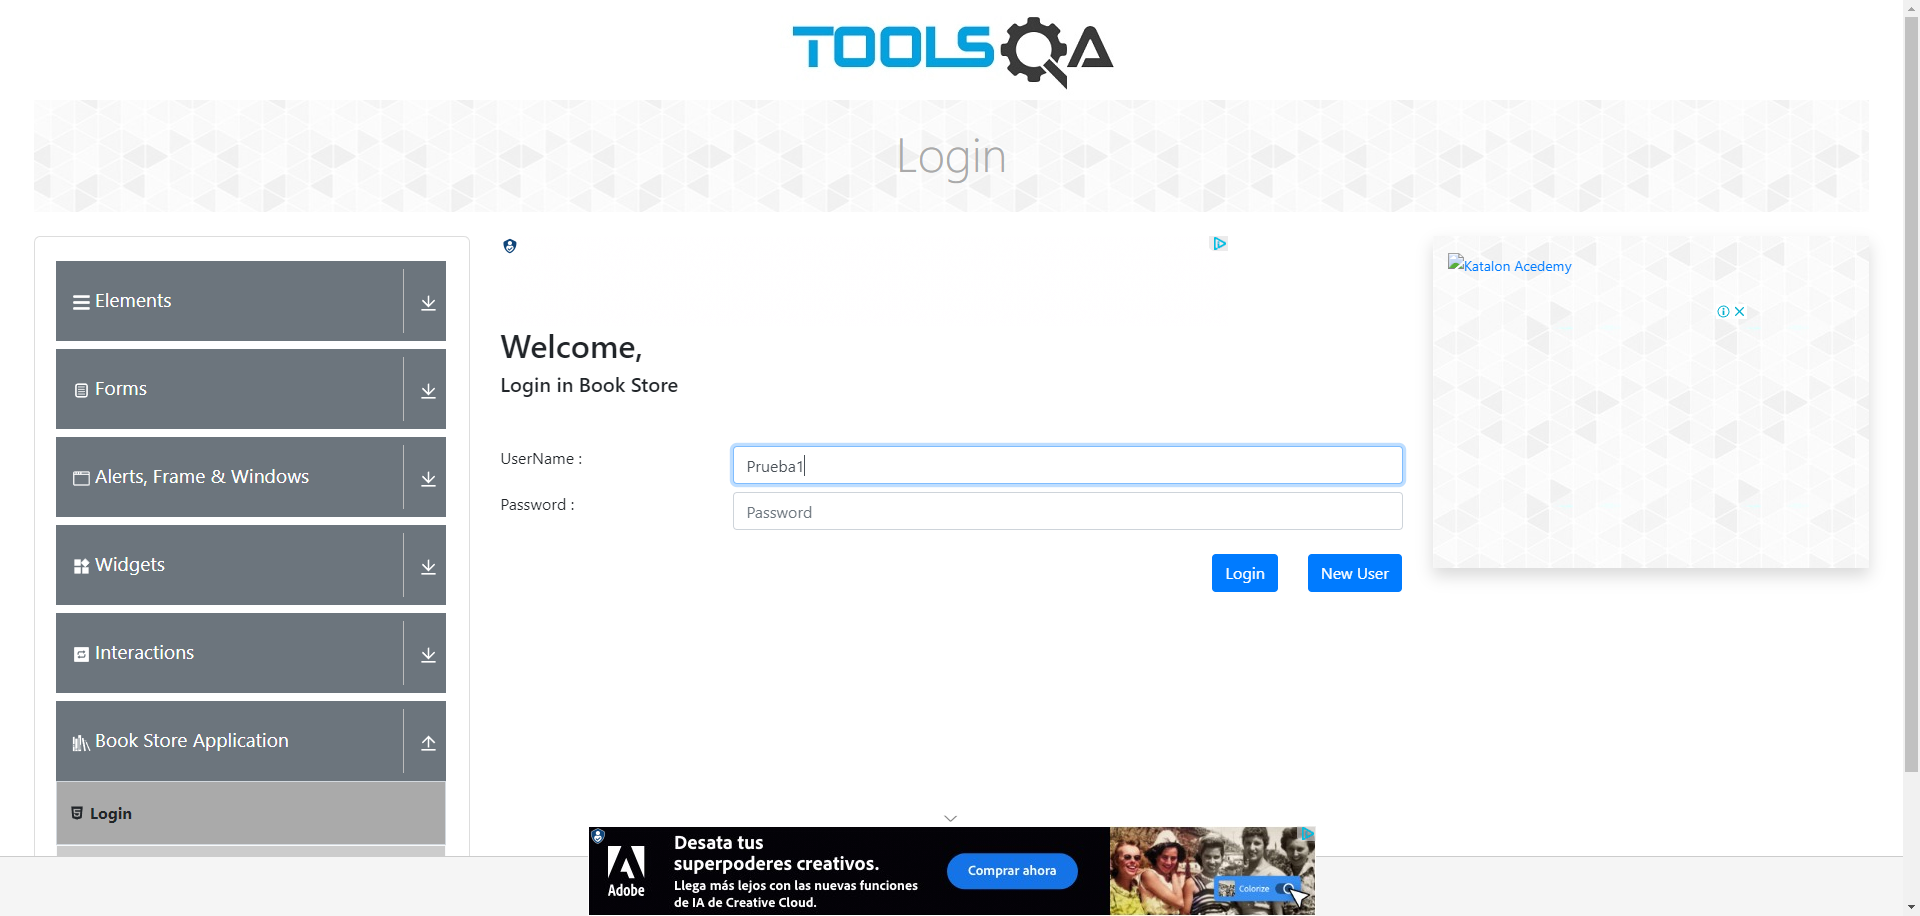 TOOLSQA
Login
Elements
Forms
Alerts, Frame & Windows
Widgets
Interactions
Book Store Application
Login
Welcome,
Login in Book Store
UserName :
Prueba1
Password :
Password
Login
New User
Katalon Acedemy
Adobe
Desata tus
superpoderes creativos.
Llega más lejos con las nuevas funciones
de IA de Creative Cloud.
Comprar ahora
Colorize